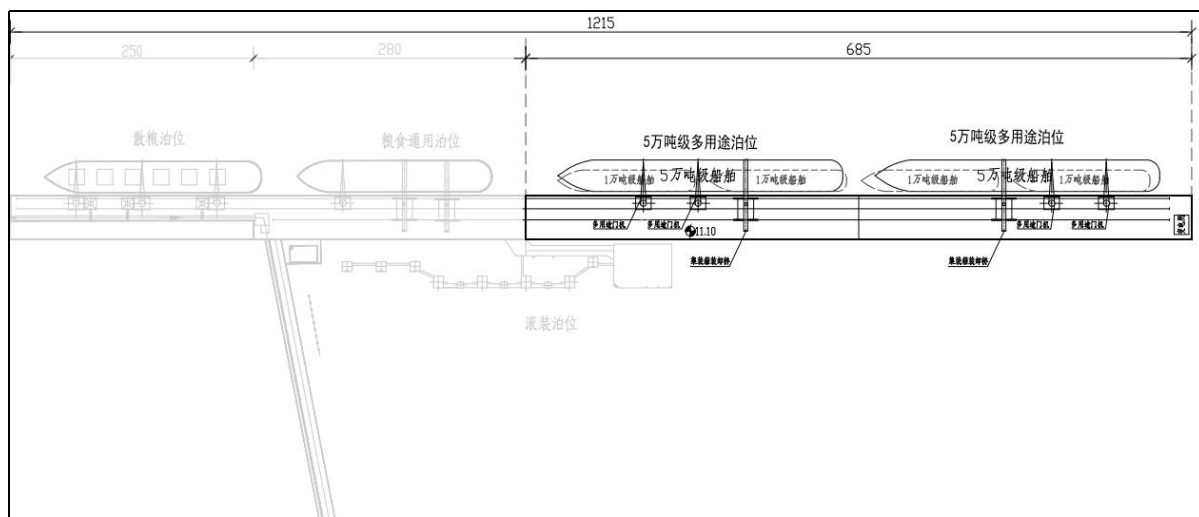 1215
250
280
685
散粮泊位
粮食通用泊位
5万吨级多用途泊位
5万吨级多用途泊位
5万吨级船舶
5万吨级船舶
1万吨级船舶
1万吨级船舶
1万吨级船舶
1万吨级船舶
多用途门机
多用途门机
11.10
多用途门机
多用途门机
变电所
集装箱装卸桥
集装箱装卸桥
滚装泊位